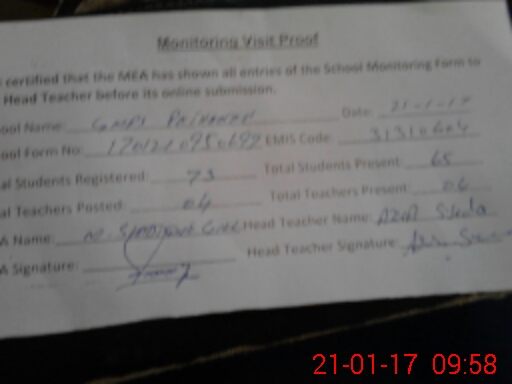 Monitoring Visit Proof
certified that the MEA has shown all entries of the School Monitoring Form to
Head Teacher before its online submission.
ool Name: GMPS Date: 21-1-17
ool Form No: EMIS Code: 31310604
al Students Registered: 73 Total Students Present: 65
al Teachers Posted: 04 Total Teachers Present: 04
A Name: Head Teacher Name:
A Signature: Head Teacher Signature:
21-01-17 09:58